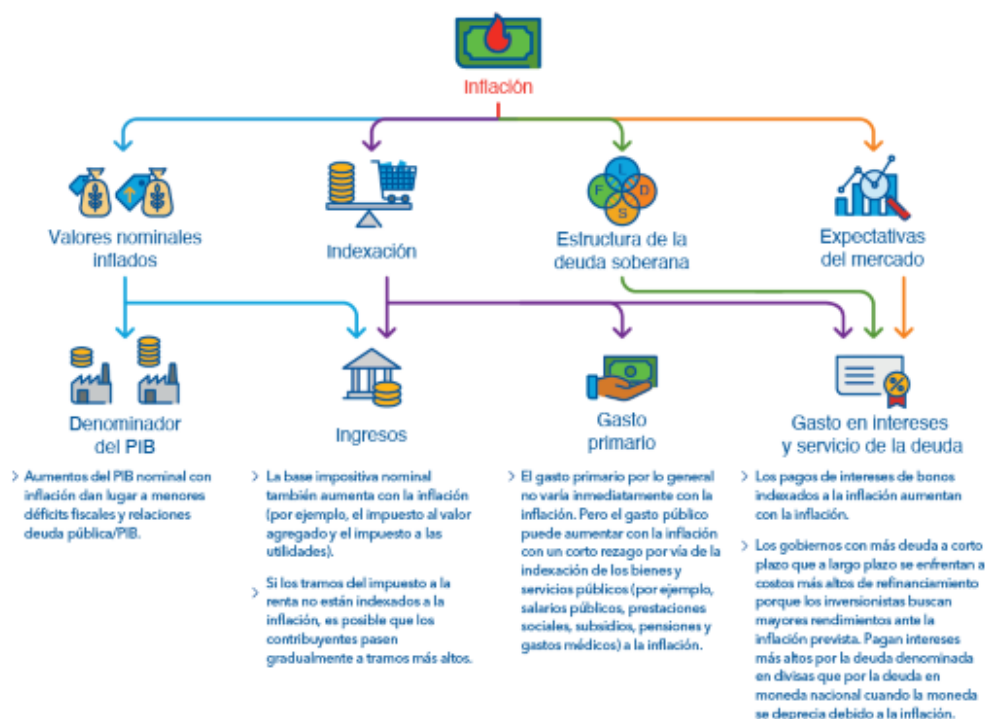 Inflación
Valores nominales
inflados
Indexación
L
F
D
S
Estructura de la
deuda soberana
Expectativas
del mercado
Denominador
del PIB
> Aumentos del PIB nominal con
inflación dan lugar a menores
déficits fiscales y relaciones
deuda pública/PIB.
Ingresos
> La base impositiva nominal
también aumenta con la inflación
(por ejemplo, el impuesto al valor
agregado y el impuesto a las
utilidades).
> Si los tramos del impuesto a la
renta no están indexados a la
inflación, es posible que los
contribuyentes pasen
gradualmente a tramos más altos.
Gasto
primario
> El gasto primario por lo general
no varía inmediatamente con la
inflación. Pero el gasto público
puede aumentar con la inflación
con un corto rezago por vía de la
indexación de los bienes y
servicios públicos (por ejemplo,
salarios públicos, prestaciones
sociales, subsidios, pensiones y
gastos médicos) a la inflación.
%
Gasto en intereses
y servicio de la deuda
> Los pagos de intereses de bonos
indexados a la inflación aumentan
con la inflación.
> Los gobiernos con más deuda a corto
plazo que a largo plazo se enfrentan a
costos más altos de refinanciamiento
porque los inversionistas buscan
mayores rendimientos ante la
inflación prevista. Pagan intereses
más altos por la deuda denominada
en divisas que por la deuda en
moneda nacional cuando la moneda
se deprecia debido a la inflación.